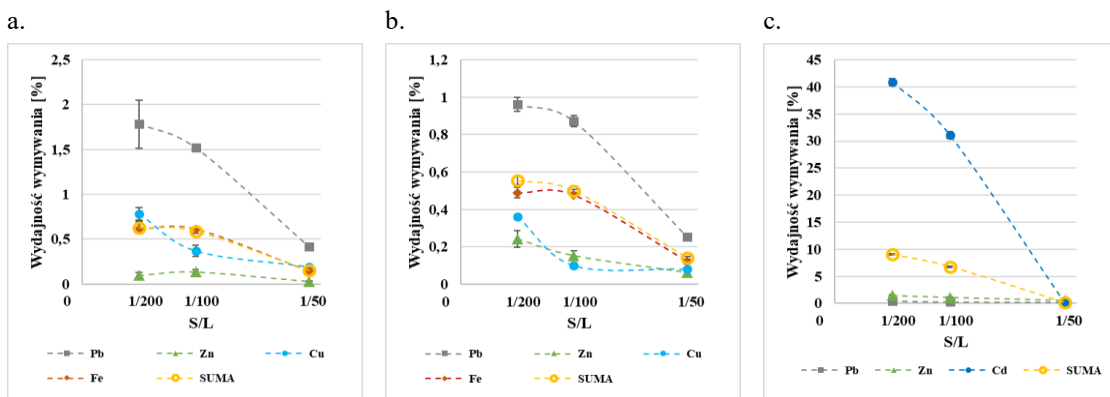 a.
Wydajność wymywania [%]
2,5
2
1,5
1
0,5
0
0
1/200
1/100
1/50
S/L
Pb
Zn
Cu
Fe
SUMA
b.
Wydajność wymywania [%]
1,2
1
0,8
0,6
0,4
0,2
0
0
1/200
1/100
1/50
S/L
Pb
Zn
Cu
Fe
SUMA
c.
Wydajność wymywania [%]
45
40
35
30
25
20
15
10
5
0
0
1/200
1/100
1/50
S/L
Pb
Zn
Cd
SUMA